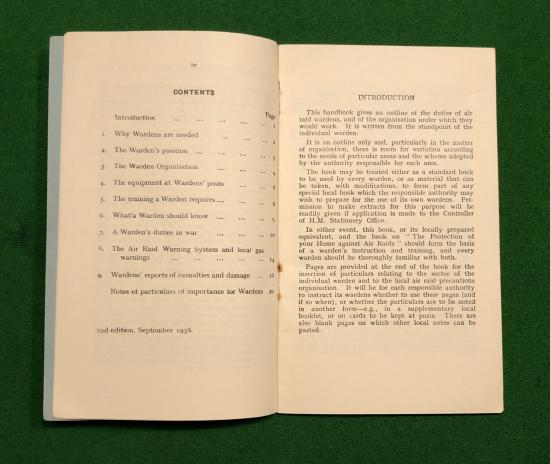 iv
CONTENTS
Page
Introduction ... ... ... ... ... 1
1. Why Wardens are needed ... ... 2
2. The Warden's position ... ... ... 3
3. The Warden Organisation ... ... 4
4. The equipment at Wardens' posts ... 8
5. The training a Warden requires ... ... 8
6. What a Warden should know ... ... 9
7. A Warden's duties in war ... ... 10
8. The Air Raid Warning System and local gas
warnings ... ... ... ... ... 14
9. Wardens' reports of casualties and damage ... 16
Notes of particulars of importance for Wardens 20
2nd edition, September 1938.
INTRODUCTION
This handbook gives an outline of the duties of air
raid wardens, and of the organisation under which they
would work. It is written from the standpoint of the
individual warden.
It is an outline only and, particularly in the matter
of organisation, there is room for variation according
to the needs of particular areas and the scheme adopted
by the authority responsible for each area.
The book may be treated either as a standard book
to be used by every warden, or as material that can
be taken, with modifications, to form part of any
special local book which the responsible authority may
wish to prepare for the use of its own wardens. Per-
mission to make extracts for this purpose will be
readily given if application is made to the Controller
of H.M. Stationery Office.
In either event, this book, or its locally prepared
equivalent, and the book on "The Protection of
your Home against Air Raids" should form the basis
of a warden's instruction and training, and every
warden should be thoroughly familiar with both.
Pages are provided at the end of the book for the
insertion of particulars relating to the sector of the
individual warden and to the local air raid precautions
organisation. It will be for each responsible authority
to instruct its wardens whether to use these pages (and
if so when), or whether the particulars are to be noted
in another form—e.g., in a supplementary local
booklet, or on cards to be kept at posts. There are
also blank pages on which other local notes can be
pasted.